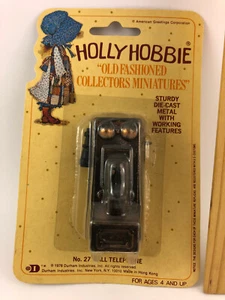 © American Greetings Corporation
HOLLY HOBBIE
"OLD FASHIONED
COLLECTORS MINIATURES"
STURDY
DIE-CAST
METAL
WITH
WORKING
FEATURES
No. 27 WALL TELEPHONE
Durham Industries, Inc. All rights reserved
Durham Industries, Inc. New York, N.Y. 10010 Made in Hong Kong
FOR AGES 4 AND UP